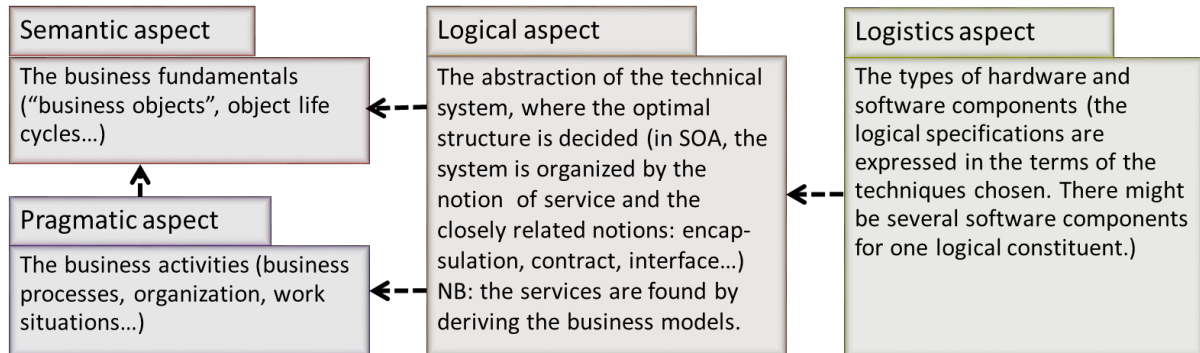 Semantic aspect
The business fundamentals
(“business objects”, object life
cycles…)
Pragmatic aspect
The business activities (business
processes, organization, work
situations…)
Logical aspect
The abstraction of the technical
system, where the optimal
structure is decided (in SOA, the
system is organized by the
notion of service and the
closely related notions: encap-
sulation, contract, interface…)
NB: the services are found by
deriving the business models.
Logistics aspect
The types of hardware and
software components (the
logical specifications are
expressed in the terms of the
techniques chosen. There might
be several software components
for one logical constituent.)